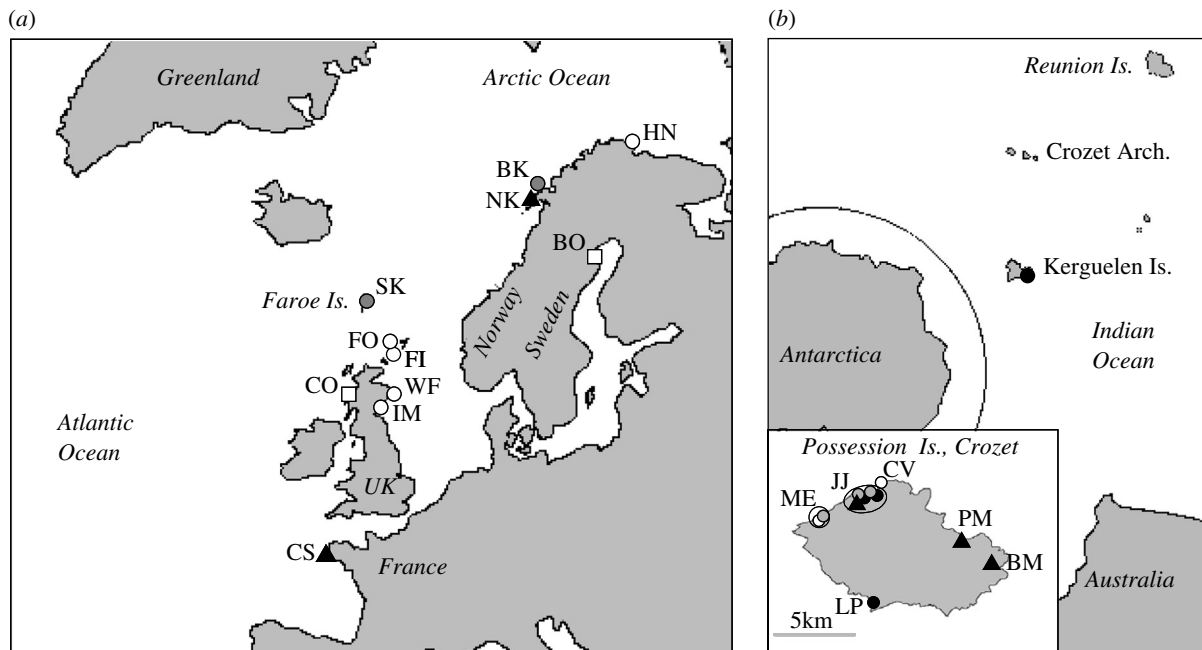 (a)
Greenland
Arctic Ocean
HN
BK
NK
BO
SK
Faroe Is.
Norway
Sweden
FO
FI
CO
WF
IM
Atlantic
Ocean
UK
CS
France
(b)
Reunion Is.
Crozet Arch.
Kerguelen Is.
Antarctica
Indian
Ocean
Possession Is., Crozet
CV
JJ
ME
PM
BM
LP
5km
Australia